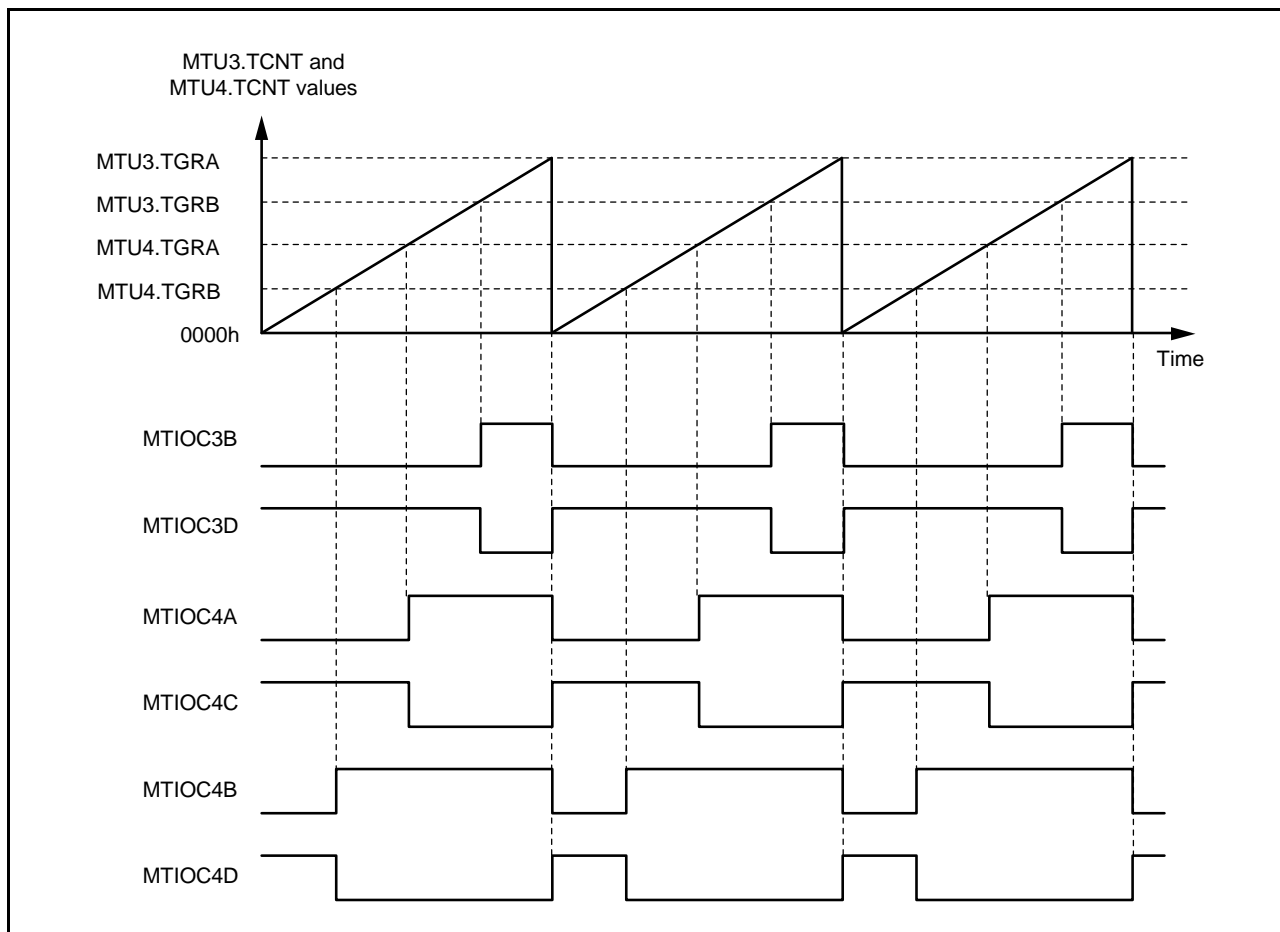 MTU3.TCNT and
MTU4.TCNT values
MTU3.TGRA
MTU3.TGRB
MTU4.TGRA
MTU4.TGRB
0000h
Time
MTIOC3B
MTIOC3D
MTIOC4A
MTIOC4C
MTIOC4B
MTIOC4D